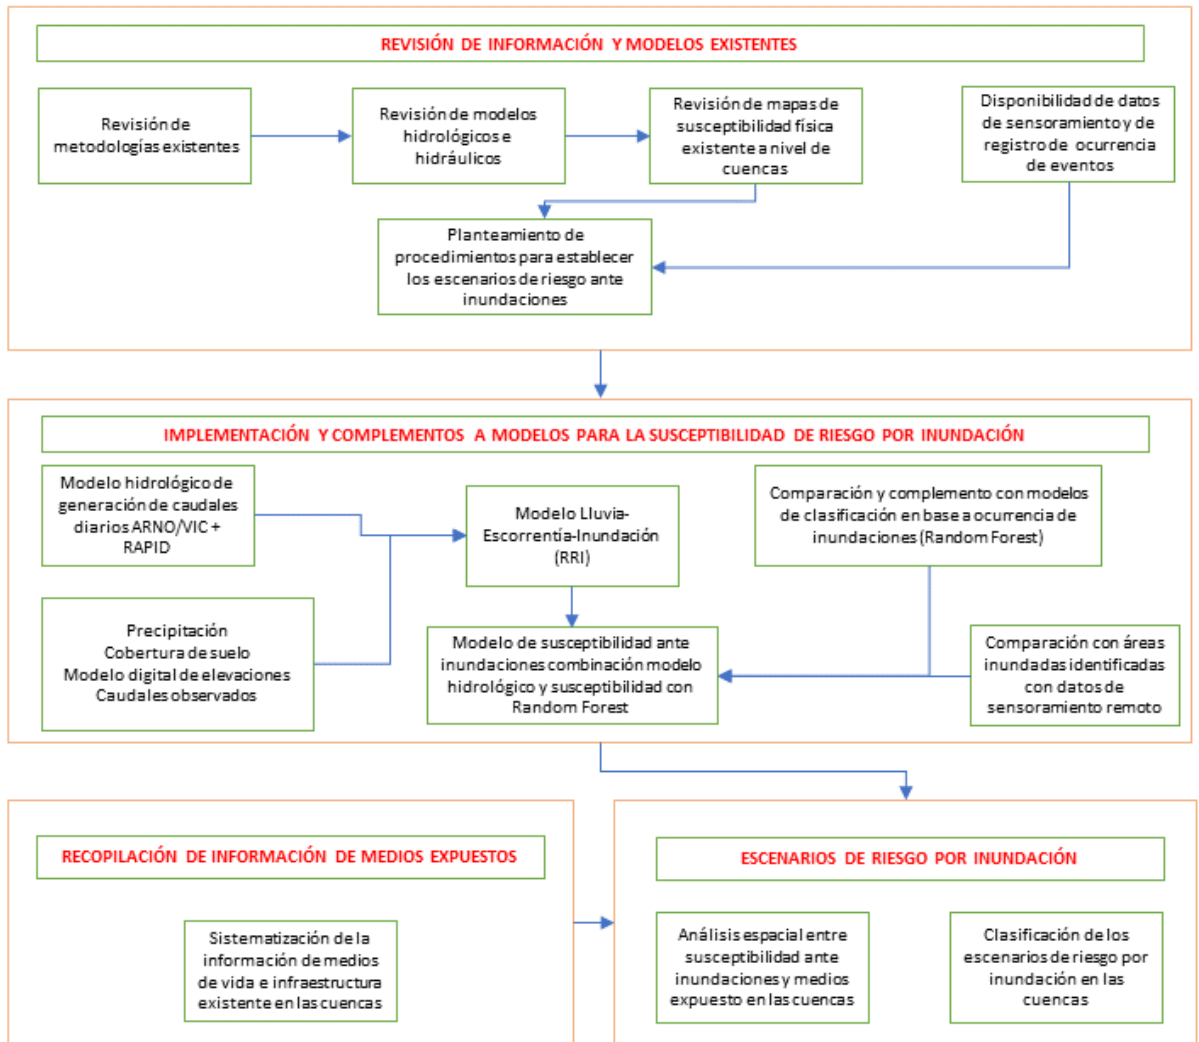 REVISIÓN DE INFORMACIÓN Y MODELOS EXISTENTES
Revisión de
metodologías existentes
Revisión de modelos
hidrológicos e
hidráulicos
Revisión de mapas de
susceptibilidad física
existente a nivel de
cuencas
Disponibilidad de datos
de sensoramiento y de
registro de ocurrencia
de eventos
Planteamiento de
procedimientos para establecer
los escenarios de riesgo ante
inundaciones
IMPLEMENTACIÓN Y COMPLEMENTOS A MODELOS PARA LA SUSCEPTIBILIDAD DE RIESGO POR INUNDACIÓN
Modelo hidrológico de
generación de caudales
diarios ARNO/VIC +
RAPID
Modelo Lluvia-
Escorrentía-Inundación
(RRI)
Comparación y complemento con modelos
de clasificación en base a ocurrencia de
inundaciones (Random Forest)
Precipitación
Cobertura de suelo
Modelo digital de elevaciones
Caudales observados
Modelo de susceptibilidad ante
inundaciones combinación modelo
hidrológico y susceptibilidad con
Random Forest
Comparación con áreas
inundadas identificadas
con datos de
sensoramiento remoto
RECOPILACIÓN DE INFORMACIÓN DE MEDIOS EXPUESTOS
Sistematización de la
información de medios
de vida e infraestructura
existente en las cuencas
ESCENARIOS DE RIESGO POR INUNDACIÓN
Análisis espacial entre
susceptibilidad ante
inundaciones y medios
expuesto en las cuencas
Clasificación de los
escenarios de riesgo por
inundación en las
cuencas